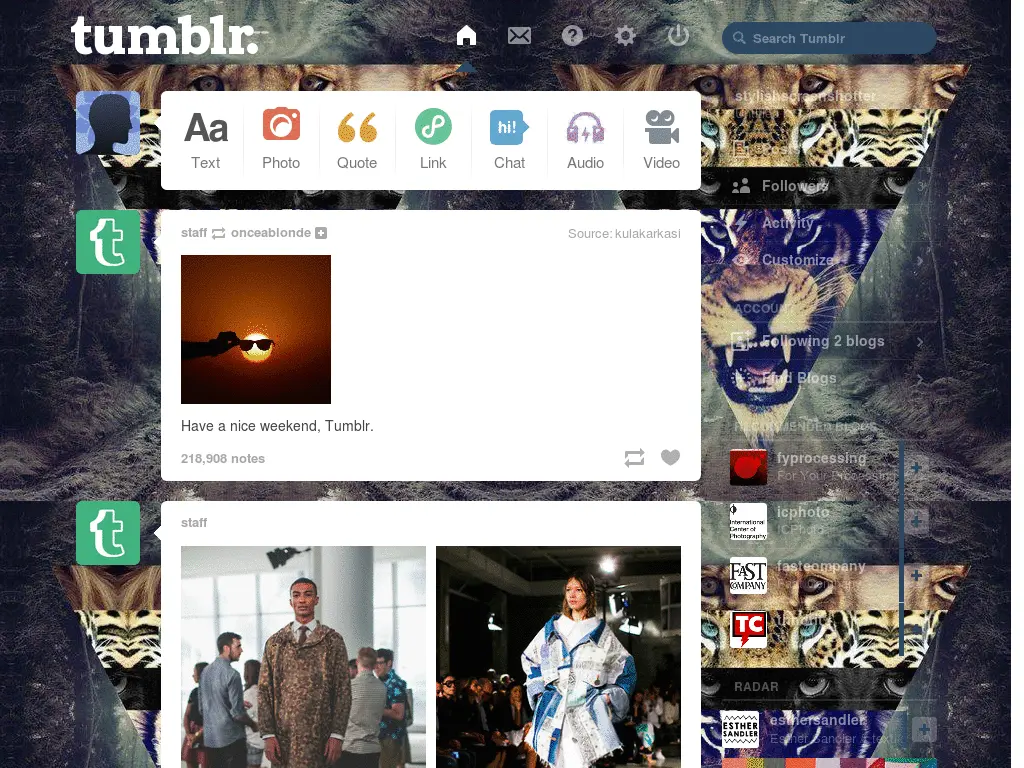 tumblr.
Search Tumblr
stylishscreenshotter
Aa
hi!
Text
Photo
Quote
Link
Chat
Audio
Video
Followers
3
Activity
Customize
staff onceablonde
Source: kulakarkasi
ACCOUNT
Following 2 blogs
Find Blogs
Have a nice weekend, Tumblr.
218,908 notes
RECOMMENDED BLOGS
fyprocessing
For Your Processing
icphoto
ICPhoto
International
Center of
Photography
staff
fastcompany
FAST
COMPANY
TC
RADAR
esthersandler
Esther Sandler
ESTHER
SANDLER